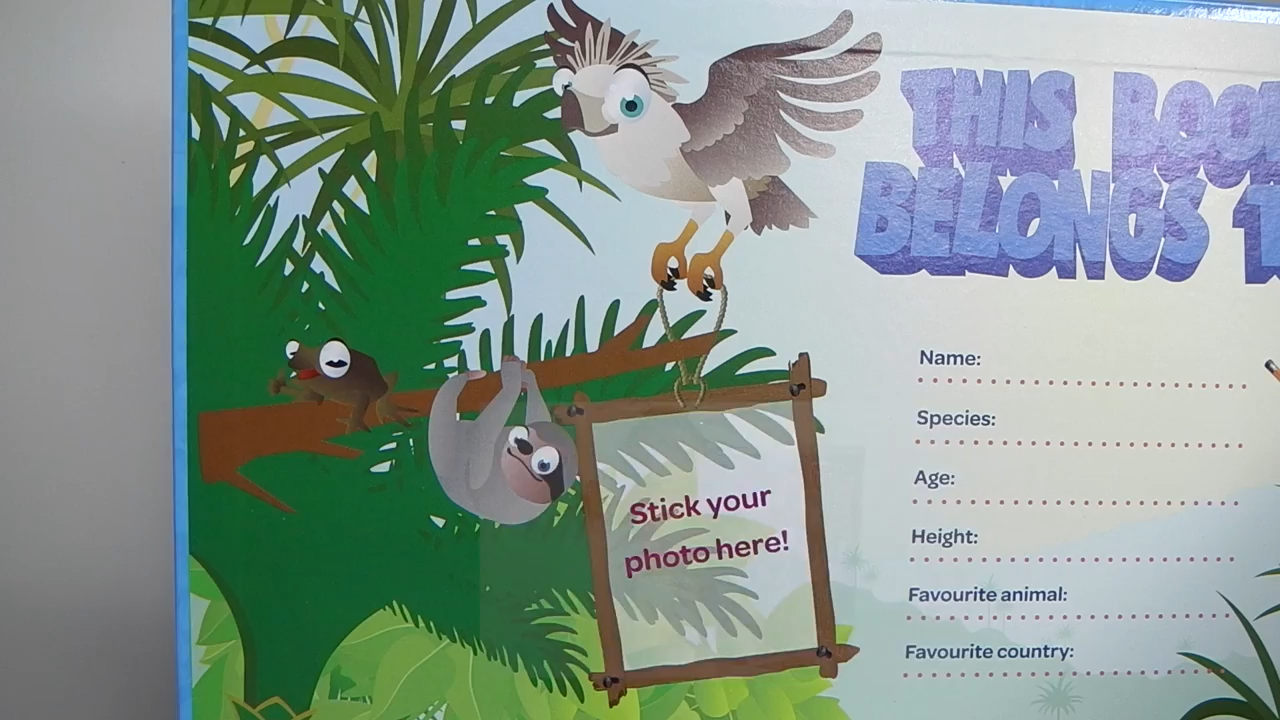 THIS
BELONGS
Stick your
photo here!
Name:
Species:
Age:
Height:
Favourite animal:
Favourite country: